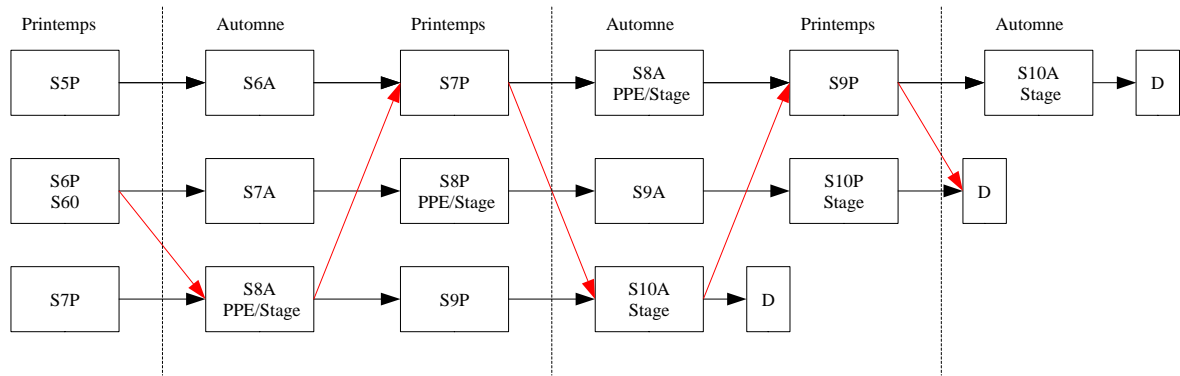 Printemps
Automne
Printemps
Automne
Printemps
Automne
S5P
S6A
S7P
S8A
PPE/Stage
S9P
S10A
Stage
D
S6P
S60
S7A
S8P
PPE/Stage
S9A
S10P
Stage
D
S7P
S8A
PPE/Stage
S9P
S10A
Stage
D